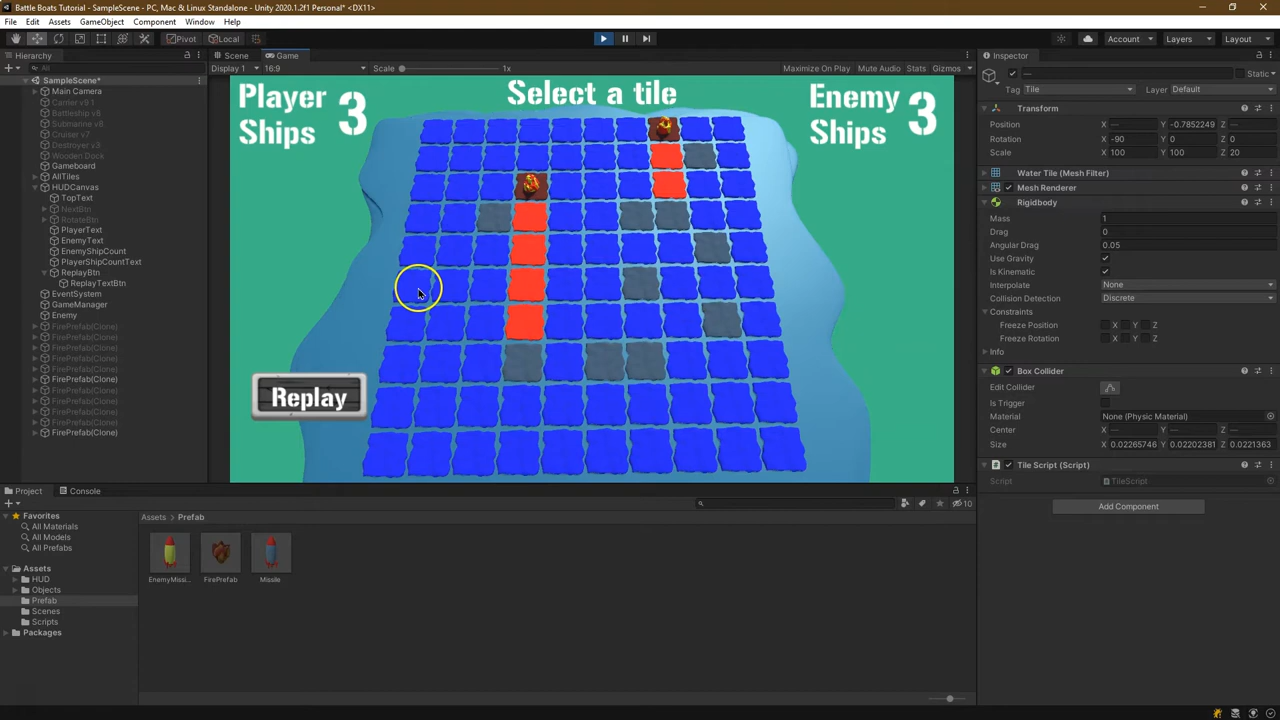 Battle Boats Tutorial - SampleScene - PC, Mac & Linux Standalone - Unity 2020.1.2f1 Personal* <DX11>
File Edit Assets GameObject Component Window Help
Pivot Local Account Layers Layout
Hierarchy
All
SampleScene*
Main Camera
Carrier v9 1
Battleship v8
Submarine v8
Cruiser v7
Destroyer v3
Wooden Dock
Gameboard
AllTiles
HUDCanvas
TopText
NextBtn
RotateBtn
PlayerText
EnemyText
EnemyShipCount
PlayerShipCountText
ReplayBtn
ReplayTextBtn
EventSystem
GameManager
Enemy
FirePrefab(Clone)
FirePrefab(Clone)
FirePrefab(Clone)
FirePrefab(Clone)
FirePrefab(Clone)
FirePrefab(Clone)
FirePrefab(Clone)
FirePrefab(Clone)
FirePrefab(Clone)
FirePrefab(Clone)
FirePrefab(Clone)
Scene Game
Display 1 16:9 Scale 1x Maximize On Play Mute Audio Stats Gizmos
Player
Ships 3
Select a tile
Enemy
Ships 3
Replay
Inspector
— Static
Tag Tile Layer Default
Transform
Position X — Y -0.7852249 Z —
Rotation X -90 Y 0 Z 0
Scale X 100 Y 100 Z 20
Water Tile (Mesh Filter)
Mesh Renderer
Rigidbody
Mass 1
Drag 0
Angular Drag 0.05
Use Gravity
Is Kinematic
Interpolate None
Collision Detection Discrete
Constraints
Freeze Position X Y Z
Freeze Rotation X Y Z
Info
Box Collider
Edit Collider
Is Trigger
Material None (Physic Material)
Center X — Y — Z —
Size X 0.02265746 Y 0.02202381 Z 0.0221363
Tile Script (Script)
Script TileScript
Add Component
Project Console
10
Favorites
All Materials
All Models
All Prefabs
Assets
HUD
Objects
Prefab
Scenes
Scripts
Packages
Assets > Prefab
EnemyMissi... FirePrefab Missile